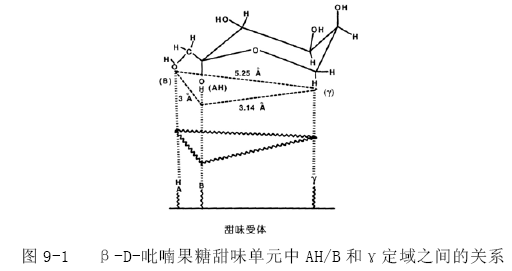 OH
H
HO
OH
H
H
H
C
O
H
H
O
O
H
(B)
(AH)
5.25 Å
H
(γ)
3 Å
3.14 Å
H
A
B
γ
甜味受体
图 9-1 β-D-吡喃果糖甜味单元中 AH/B 和 γ 定域之间的关系